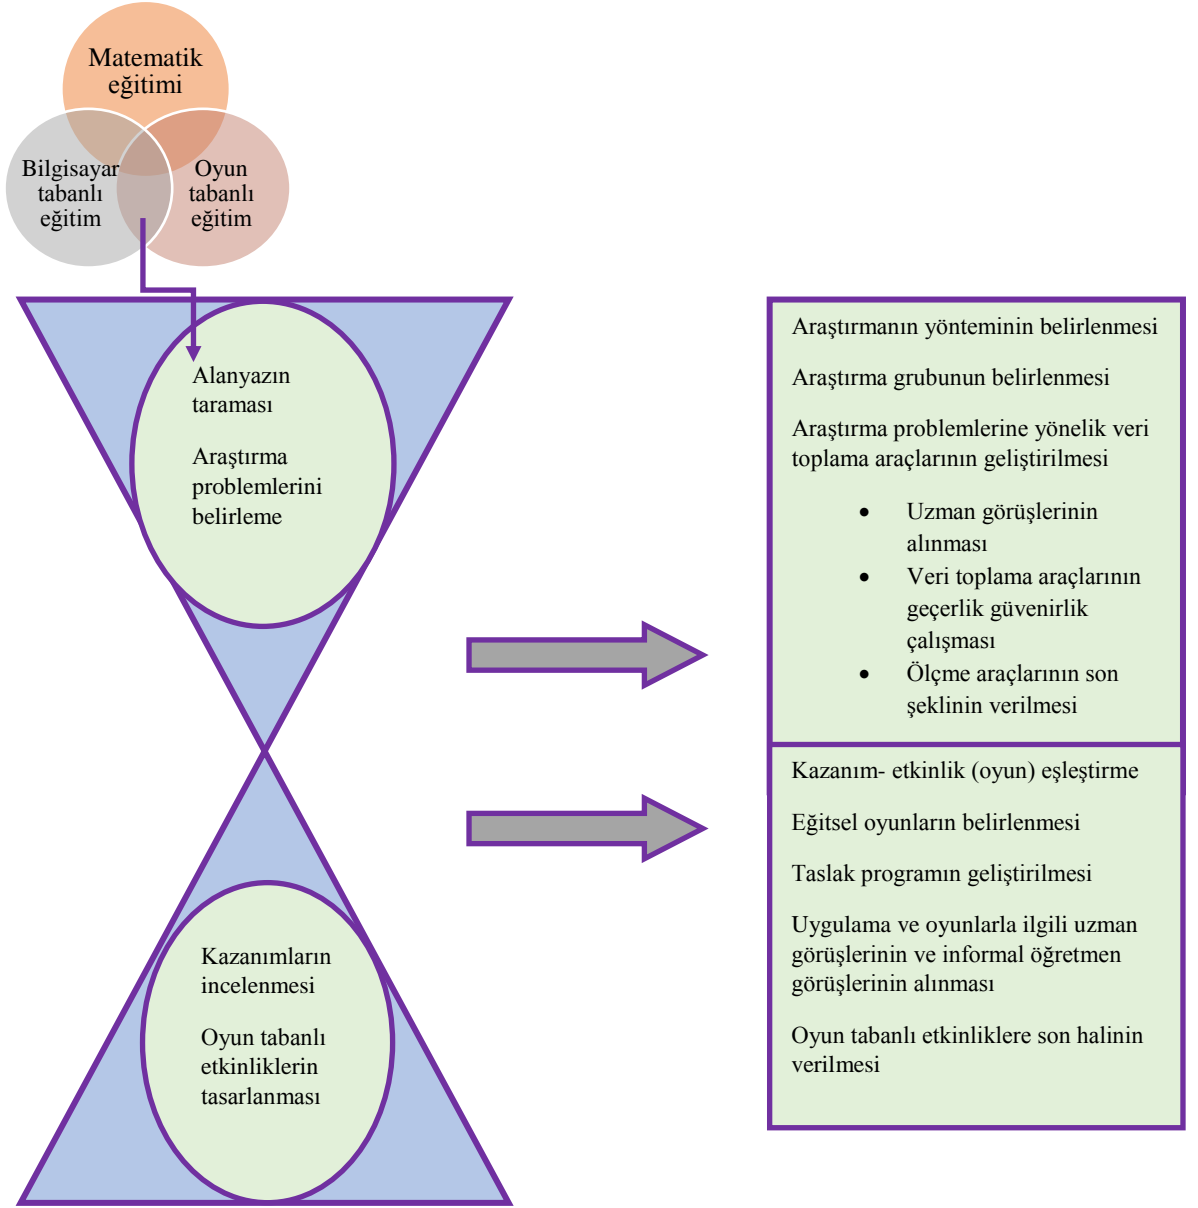 Matematik
eğitimi
Bilgisayar
tabanlı
eğitim
Oyun
tabanlı
eğitim
Alanyazın
taraması
Araştırma
problemlerini
belirleme
Araştırmanın yönteminin belirlenmesi
Araştırma grubunun belirlenmesi
Araştırma problemlerine yönelik veri
toplama araçlarının geliştirilmesi
• Uzman görüşlerinin
alınması
• Veri toplama araçlarının
geçerlik güvenirlik
çalışması
• Ölçme araçlarının son
şeklinin verilmesi
Kazanım- etkinlik (oyun) eşleştirme
Eğitsel oyunların belirlenmesi
Taslak programın geliştirilmesi
Uygulama ve oyunlarla ilgili uzman
görüşlerinin ve informal öğretmen
görüşlerinin alınması
Oyun tabanlı etkinliklere son halinin
verilmesi
Kazanımların
incelenmesi
Oyun tabanlı
etkinliklerin
tasarlanması